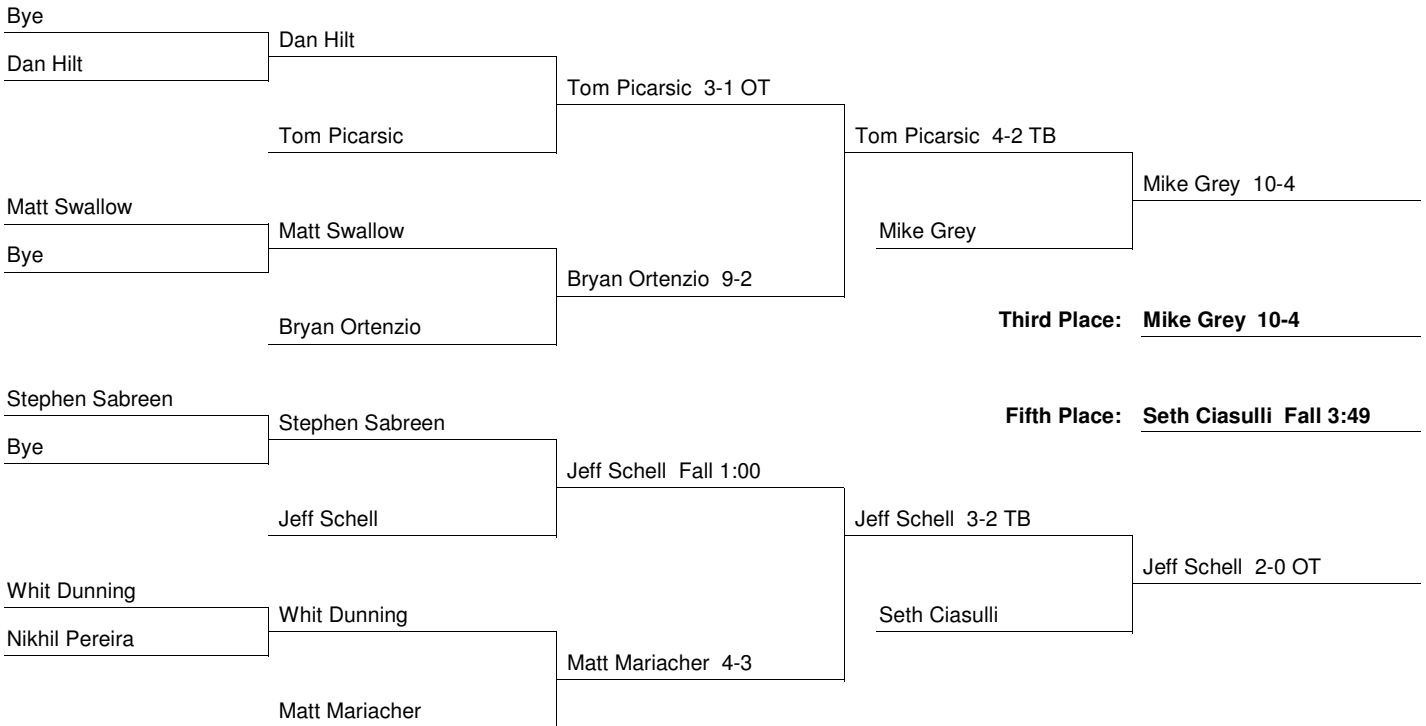 Bye
Dan Hilt
Dan Hilt
Tom Picarsic 3-1 OT
Tom Picarsic
Tom Picarsic 4-2 TB
Mike Grey 10-4
Matt Swallow
Matt Swallow
Mike Grey
Bye
Bryan Ortenzio 9-2
Bryan Ortenzio
Third Place: Mike Grey 10-4
Stephen Sabreen
Stephen Sabreen
Fifth Place: Seth Ciasulli Fall 3:49
Bye
Jeff Schell Fall 1:00
Jeff Schell
Jeff Schell 3-2 TB
Jeff Schell 2-0 OT
Whit Dunning
Whit Dunning
Seth Ciasulli
Nikhil Pereira
Matt Mariacher 4-3
Matt Mariacher